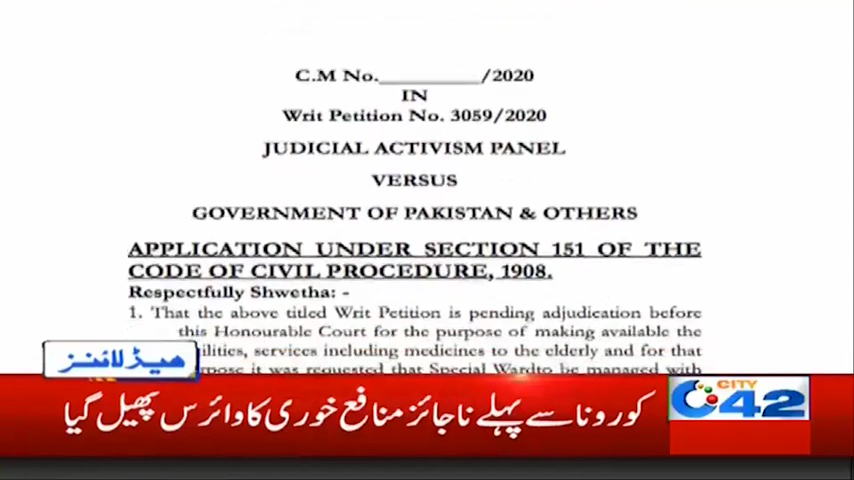 C.M No.__________/2020
IN
Writ Petition No. 3059/2020
JUDICIAL ACTIVISM PANEL
VERSUS
GOVERNMENT OF PAKISTAN & OTHERS
APPLICATION UNDER SECTION 151 OF THE
CODE OF CIVIL PROCEDURE, 1908.
Respectfully Shwetha: -
1. That the above titled Writ Petition is pending adjudication before
this Honourable Court for the purpose of making available the
services including medicines to the elderly and for that
it was requested that Special Wardto be managed with
ہیڈلائنز
کورونا سے پہلے ناجائز منافع خوری کا وائرس پھیل گیا
CITY
42